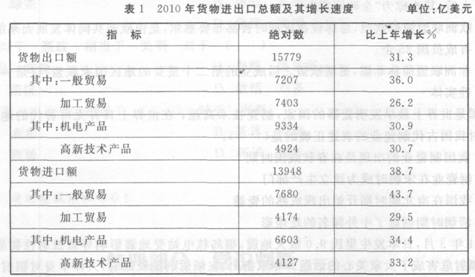 表 1 2010 年货物进出口总额及其增长速度 单位:亿美元
指 标 绝对数 比上年增长%
货物出口额 15779 31.3
其中:一般贸易 7207 36.0
加工贸易 7403 26.2
其中:机电产品 9334 30.9
高新技术产品 4924 30.7
货物进口额 13948 38.7
其中:一般贸易 7680 43.7
加工贸易 4174 29.5
其中:机电产品 6603 34.4
高新技术产品 4127 33.2